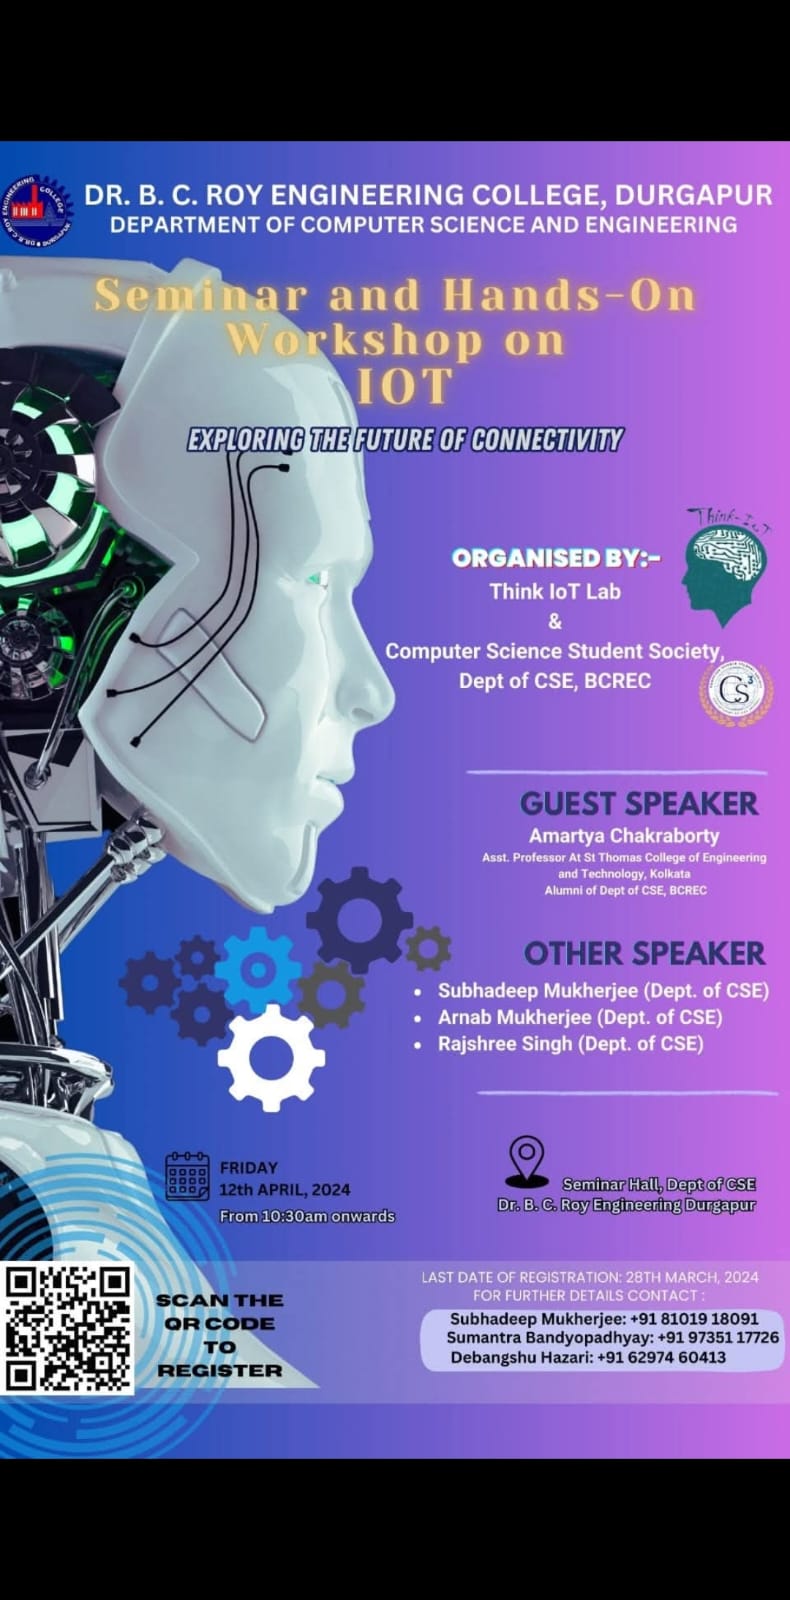 DR. B. C. ROY ENGINEERING COLLEGE, DURGAPUR
DEPARTMENT OF COMPUTER SCIENCE AND ENGINEERING
Seminar and Hands-On
Workshop on
IOT
EXPLORING THE FUTURE OF CONNECTIVITY
Think-IoT
ORGANISED BY:-
Think IoT Lab
&
Computer Science Student Society,
Dept of CSE, BCREC
GUEST SPEAKER
Amartya Chakraborty
Asst. Professor At St Thomas College of Engineering
and Technology, Kolkata
Alumni of Dept of CSE, BCREC
OTHER SPEAKER
• Subhadeep Mukherjee (Dept. of CSE)
• Arnab Mukherjee (Dept. of CSE)
• Rajshree Singh (Dept. of CSE)
FRIDAY
12th APRIL, 2024
From 10:30am onwards
Seminar Hall, Dept of CSE
Dr. B. C. Roy Engineering Durgapur
SCAN THE
QR CODE
TO
REGISTER
LAST DATE OF REGISTRATION: 28TH MARCH, 2024
FOR FURTHER DETAILS CONTACT :
Subhadeep Mukherjee: +91 81019 18091
Sumantra Bandyopadhyay: +91 97351 17726
Debangshu Hazari: +91 62974 60413